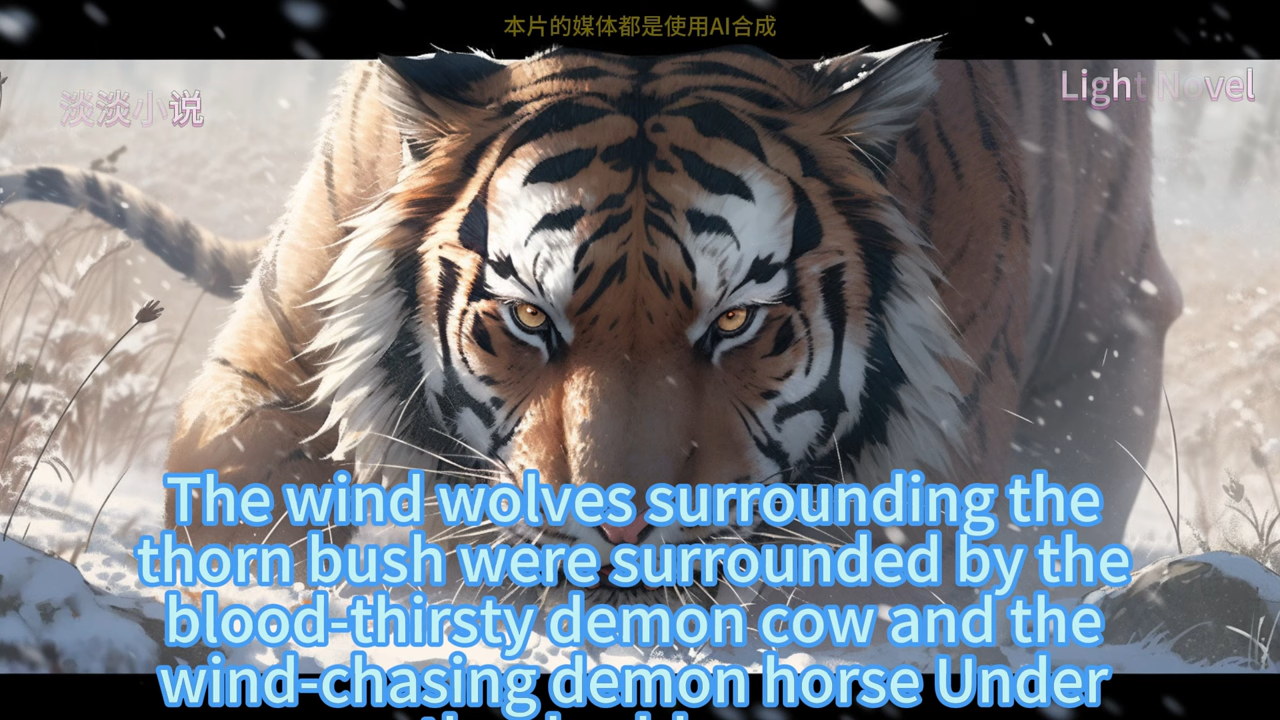 本片的媒体都是使用AI合成
淡淡小说
Light Novel
The wind wolves surrounding the
thorn bush were surrounded by the
blood-thirsty demon cow and the
wind-chasing demon horse Under